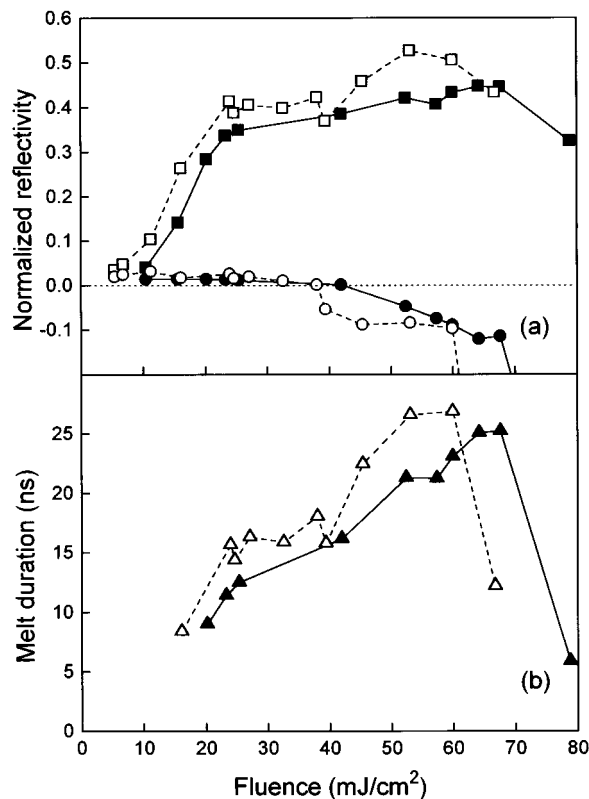 0.6
0.5
0.4
0.3
0.2
0.1
0.0
-0.1
Normalized reflectivity
(a)
25
20
15
10
5
0
Melt duration (ns)
(b)
0 10 20 30 40 50 60 70 80
Fluence (mJ/cm²)